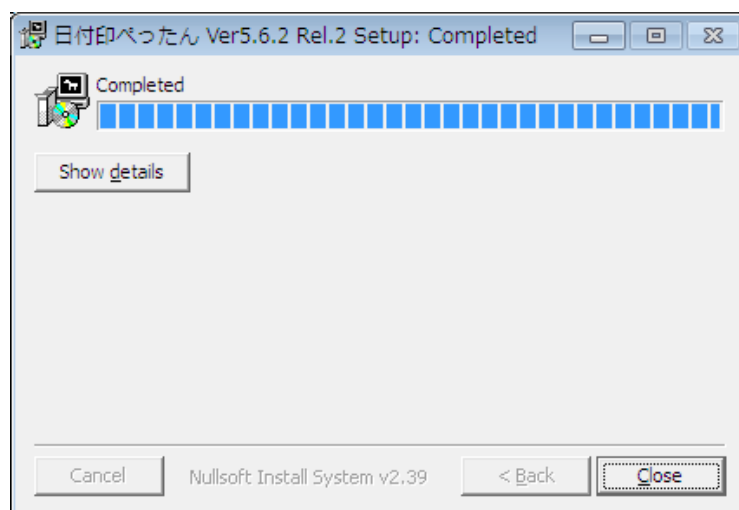 日付印ぺったん Ver5.6.2 Rel.2 Setup: Completed
Completed
Show details
Cancel
Nullsoft Install System v2.39
< Back
Close